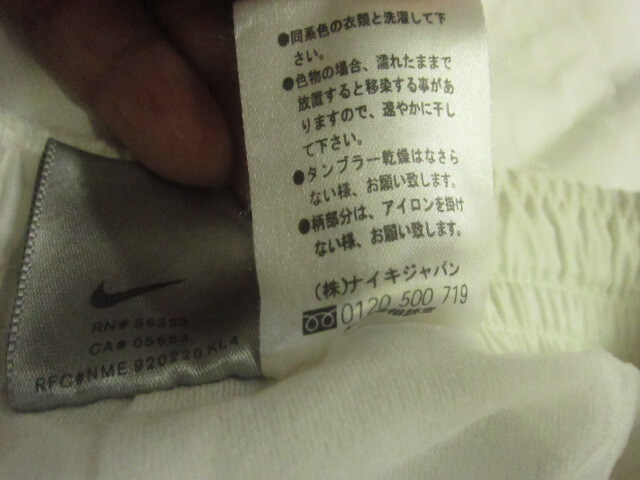 ●同系色の衣類と洗濯して下
さい。
●色物の場合、濡れたままで
放置すると移染する事があ
りますので、速やかに干し
て下さい。
●タンブラー乾燥はなさら
ない様、お願い致します。
●柄部分は、アイロンを掛け
ない様、お願い致します。
(株)ナイキジャパン
0120 500 719
RN# 56323
CA# 05553
RFC#NME 920220 KL4